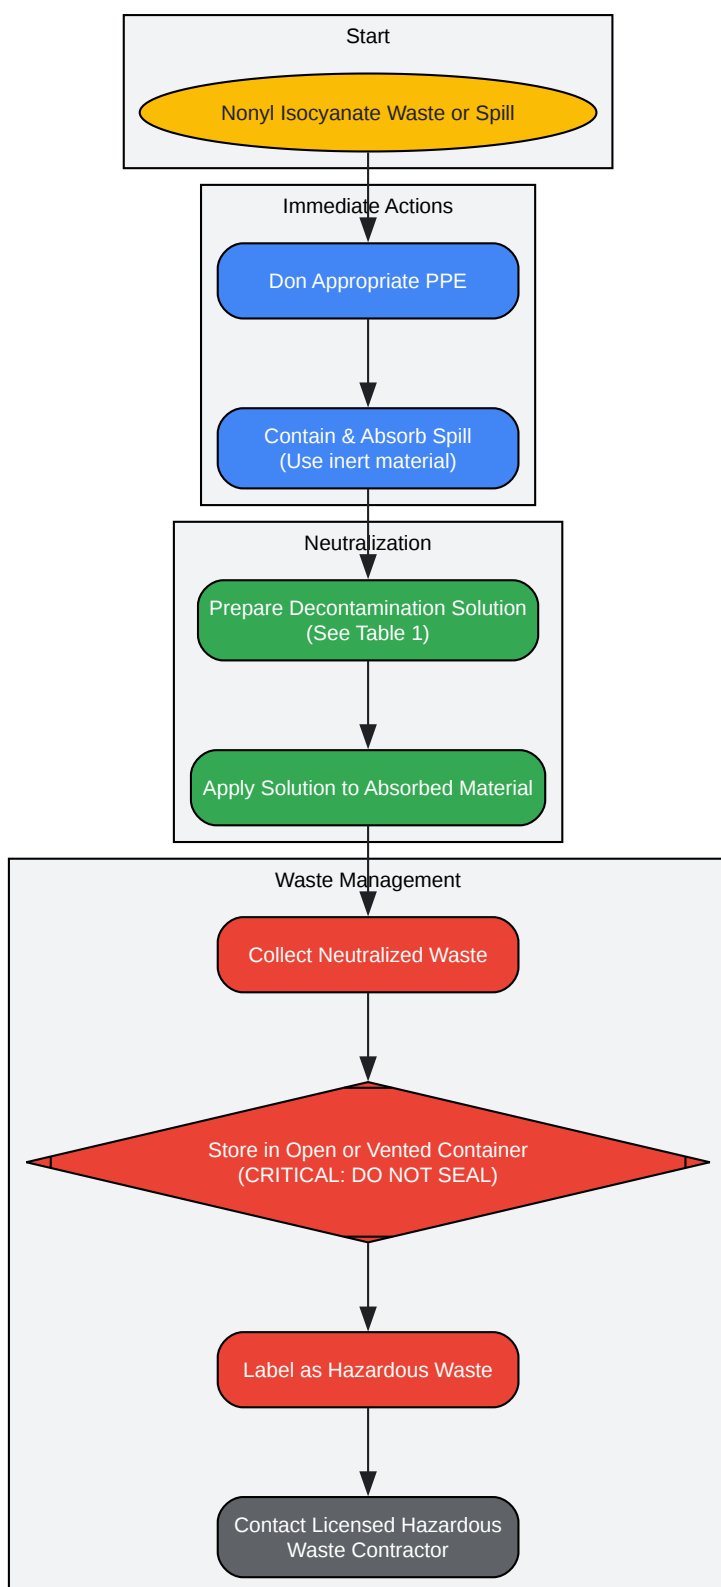 Start
Nonyl Isocyanate Waste or Spill
Immediate Actions
Don Appropriate PPE
Contain & Absorb Spill
(Use inert material)
Neutralization
Prepare Decontamination Solution
(See Table 1)
Apply Solution to Absorbed Material
Waste Management
Collect Neutralized Waste
Store in Open or Vented Container
(CRITICAL: DO NOT SEAL)
Label as Hazardous Waste
Contact Licensed Hazardous
Waste Contractor